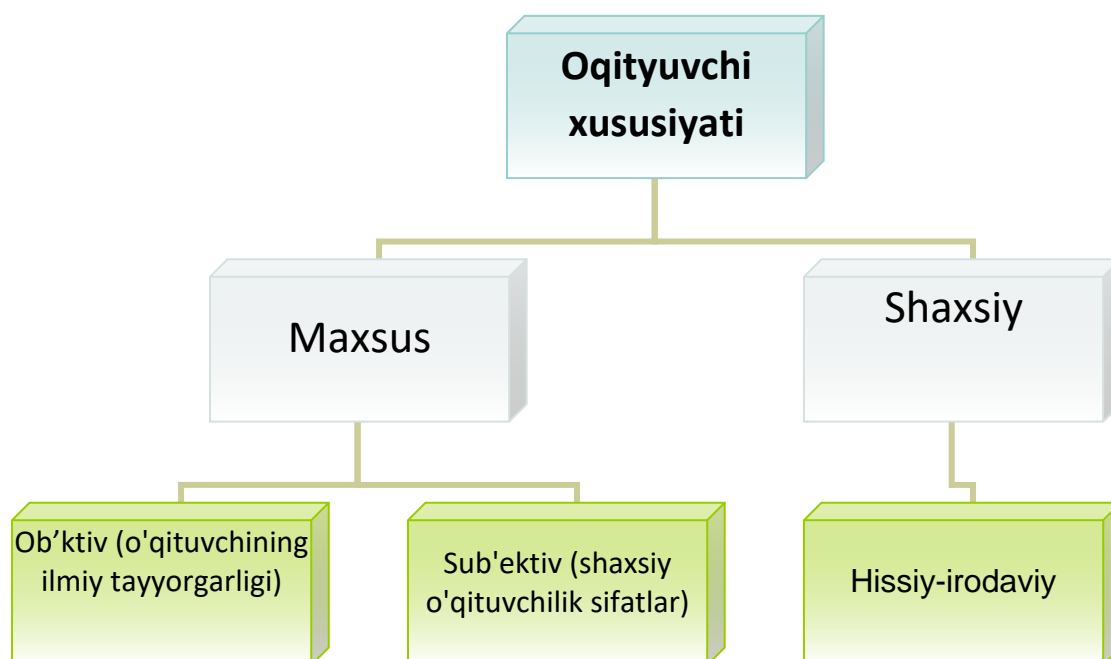 Oqityuvchi
xususiyati
Maxsus
Shaxsiy
Ob’ktiv (o'qituvchining
ilmiy tayyorgarligi)
Sub'ektiv (shaxsiy
o'qituvchilik sifatlar)
Hissiy-irodaviy